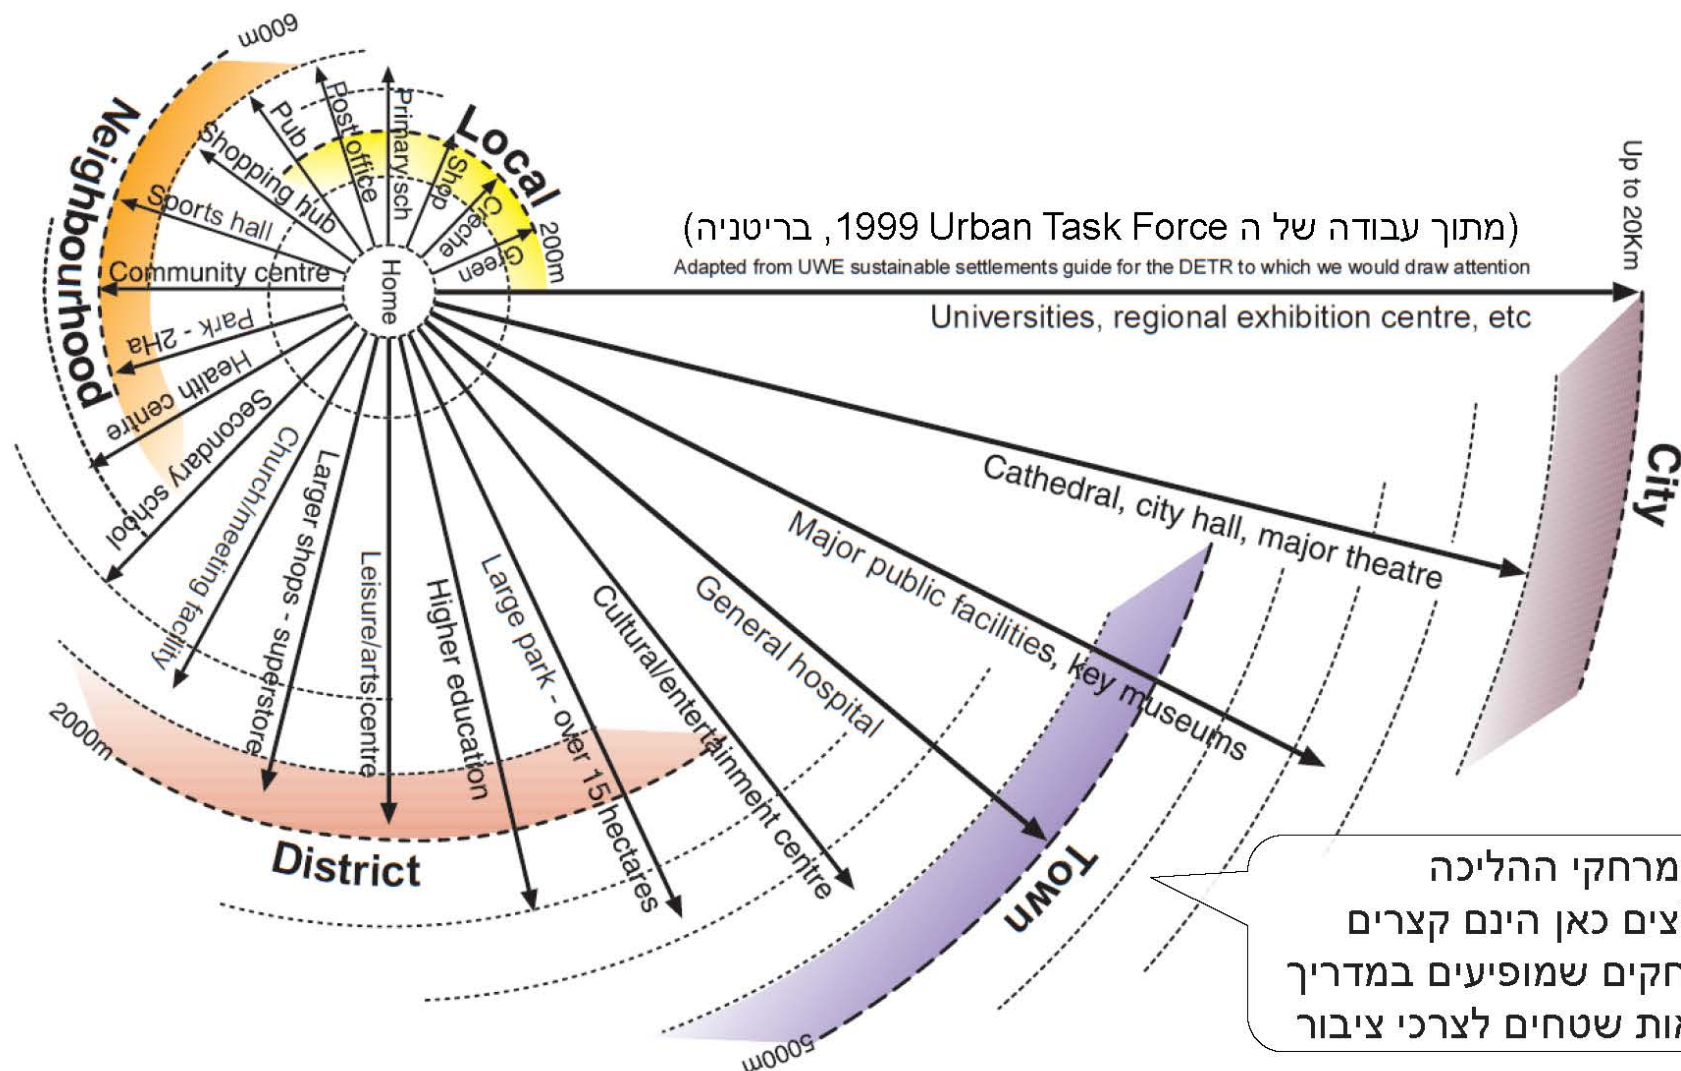 600m
Neighbourhood
Local
200m
Up to 20Km
Home
Primary sch
Post office
Pub
Shopping hub
Sports hall
Community centre
Park - 2Ha
Health centre
Secondary school
Church/meeting facility
Larger shops - superstore
Leisure/arts centre
Higher education
Large park - over 15 hectares
Cultural/entertainment centre
General hospital
Major public facilities, key museums
Cathedral, city hall, major theatre
Universities, regional exhibition centre, etc
Shop
Creche
Green
(מתוך עבודה של ה Urban Task Force 1999, בריטניה)
Adapted from UWE sustainable settlements guide for the DETR to which we would draw attention
City
Town
District
2000m
5000m
מרחקי ההליכה
כאן הינם קצרים
שמופיעים במדריך
שטחים לצרכי ציבור